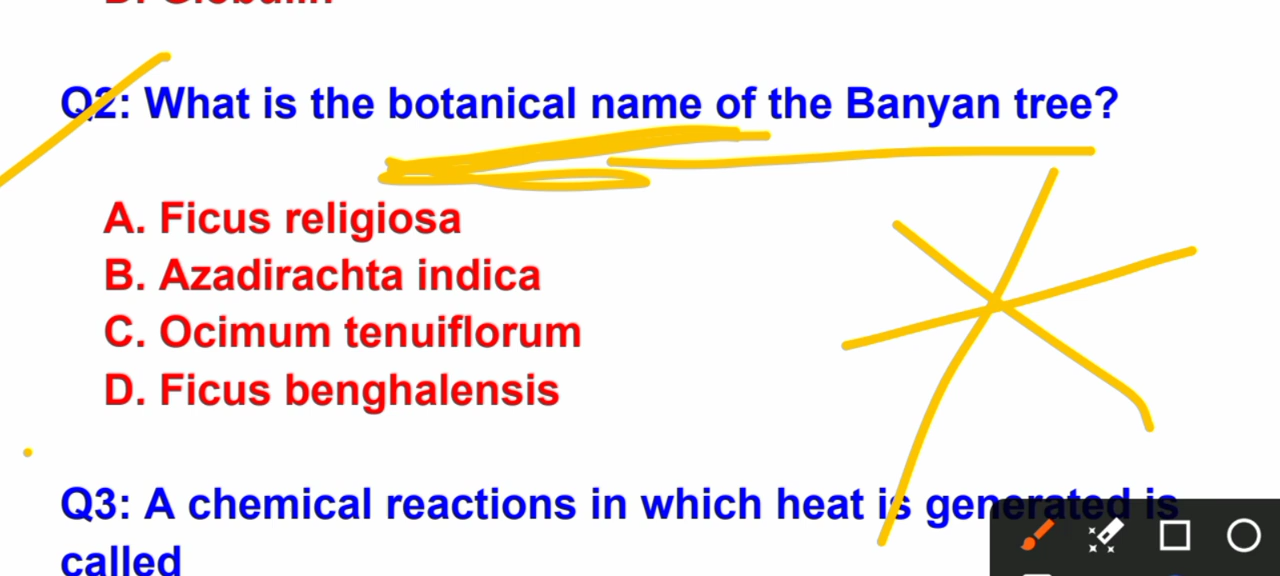 D. Globulin
Q2: What is the botanical name of the Banyan tree?
A. Ficus religiosa
B. Azadirachta indica
C. Ocimum tenuiflorum
D. Ficus benghalensis
Q3: A chemical reactions in which heat is generated is
called